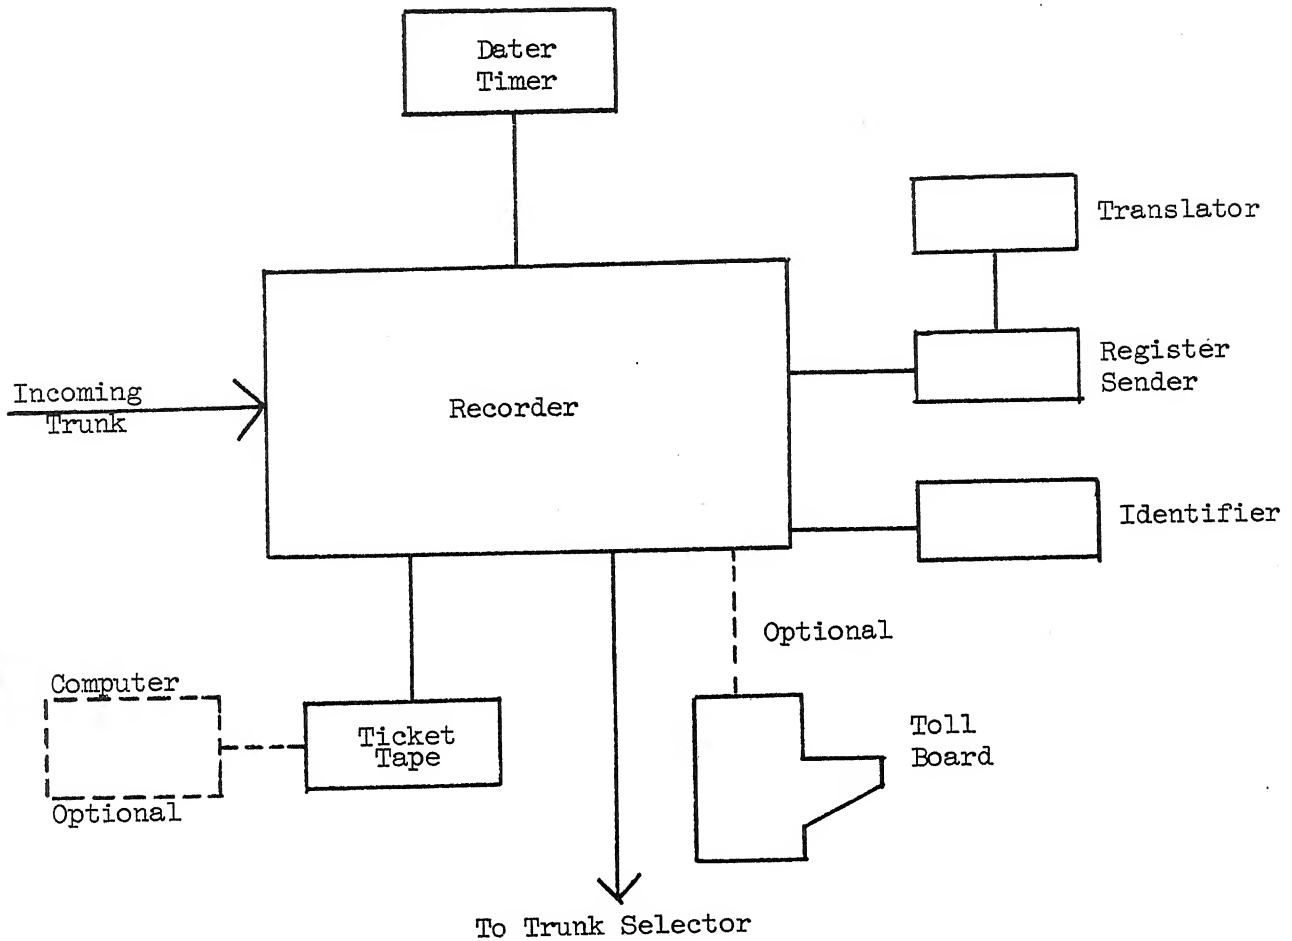 Dater
Timer
Translator
Register
Sender
Incoming
Trunk
Recorder
Identifier
Optional
Computer
Ticket
Tape
Optional
Toll
Board
To Trunk Selector